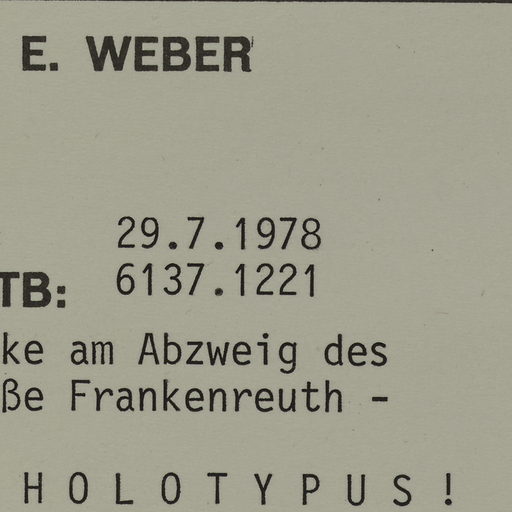 E. WEBER
29.7.1978
TB: 6137.1221
ke am Abzweig des
ße Frankenreuth -
HOLOTYPUS!